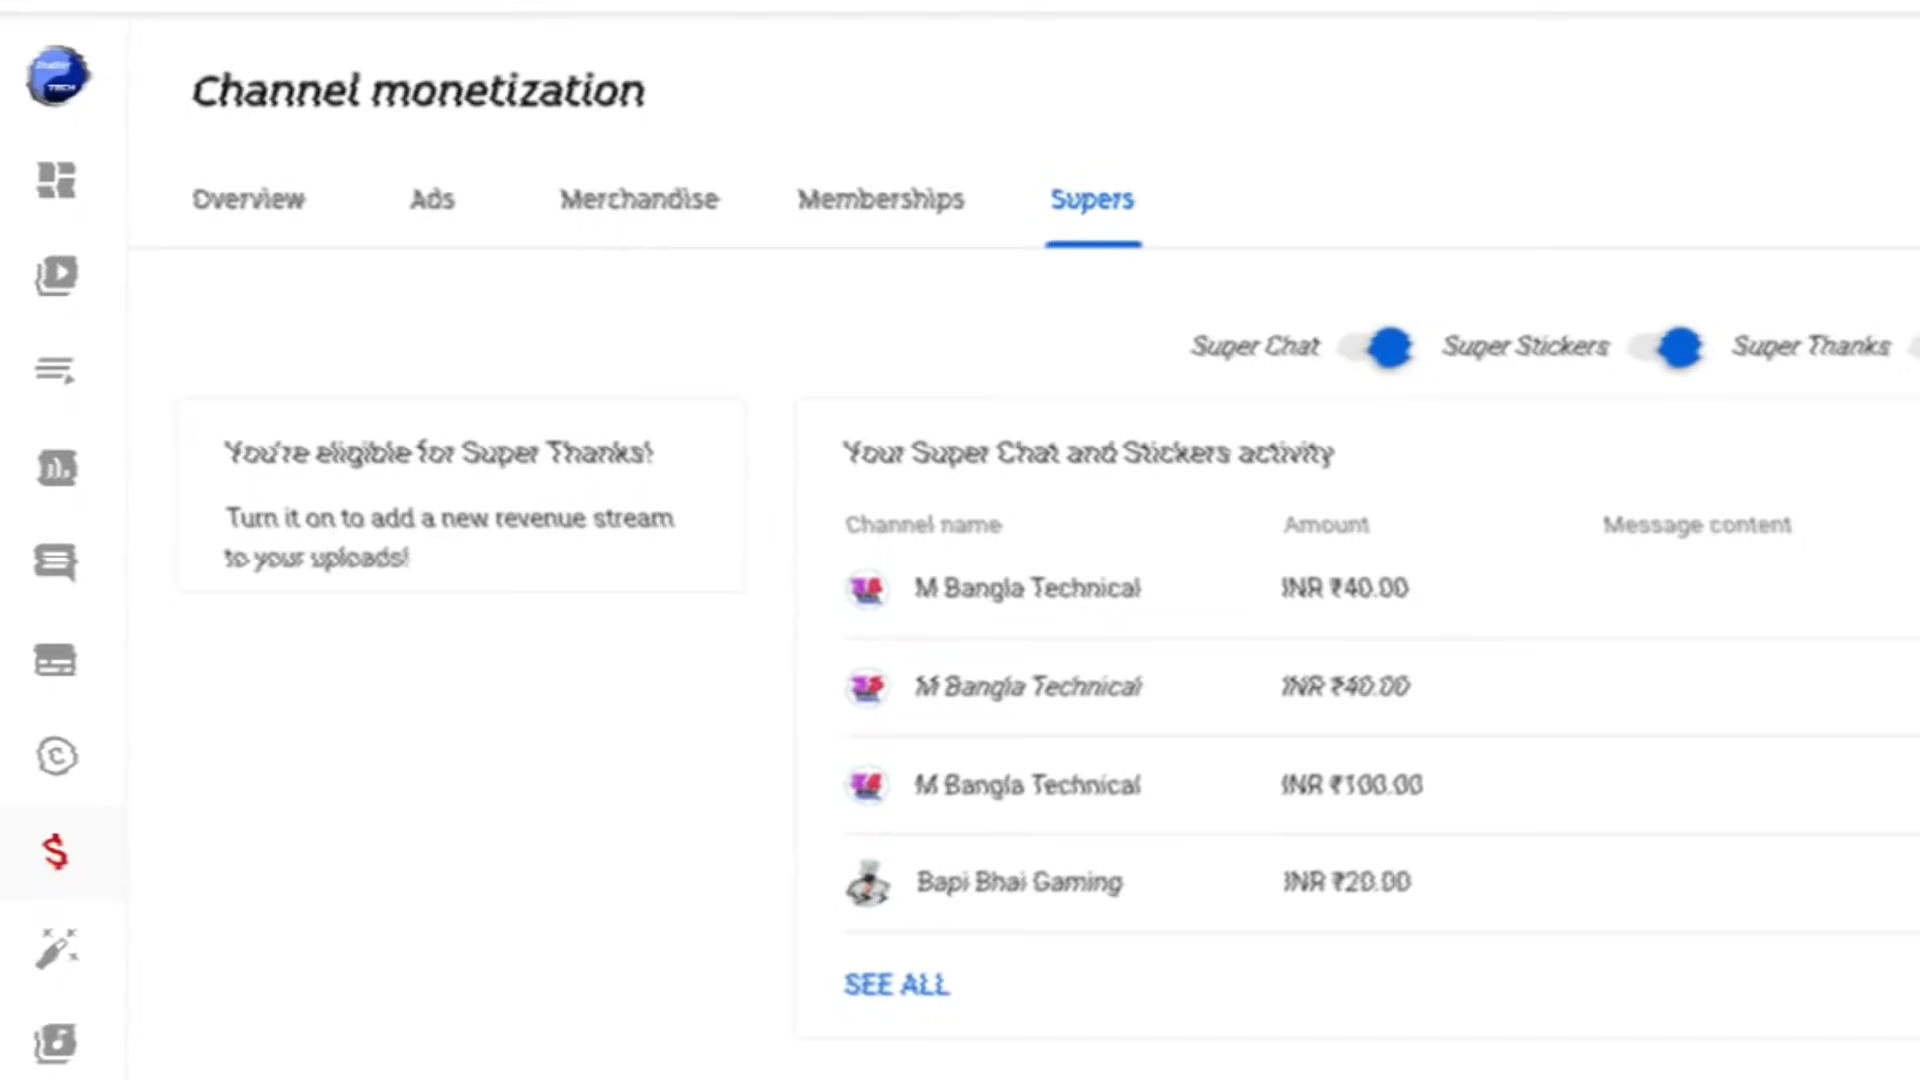 Channel monetization
Overview Ads Merchandise Memberships Supers
Super Chat Super Stickers Super Thanks
You're eligible for Super Thanks!
Turn it on to add a new revenue stream
to your uploads!
Your Super Chat and Stickers activity
Channel name Amount Message content
M Bangla Technical INR ₹40.00
M Bangla Technical INR ₹40.00
M Bangla Technical INR ₹100.00
Bapi Bhai Gaming INR ₹20.00
SEE ALL
TECH